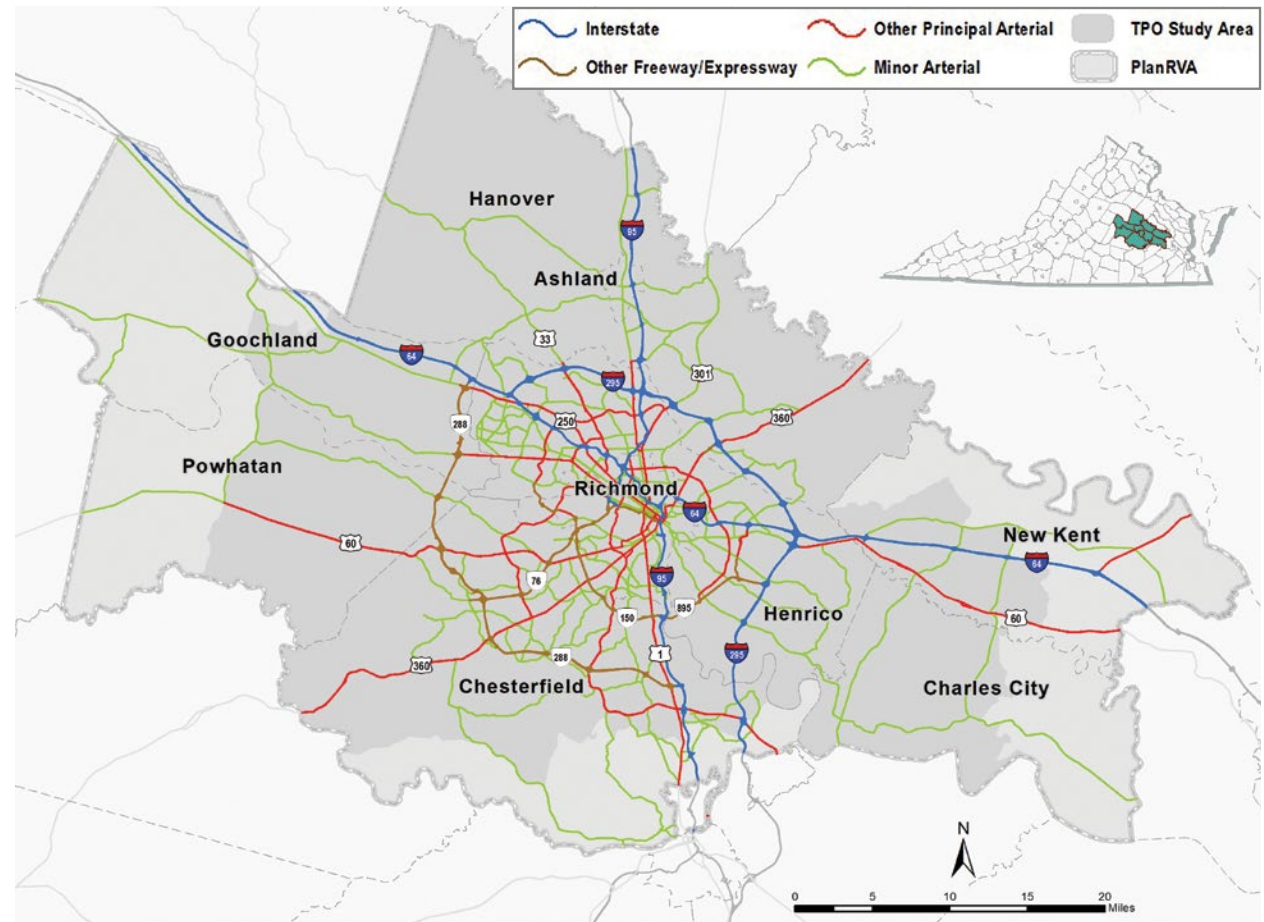 Interstate
Other Principal Arterial
TPO Study Area
Other Freeway/Expressway
Minor Arterial
PlanRVA
Hanover
95
Ashland
Goochland
33
64
295
301
288
250
360
Powhatan
Richmond
64
New Kent
60
64
76
95
150
895
Henrico
60
360
288
1
295
Chesterfield
Charles City
N
0 5 10 15 20
Miles